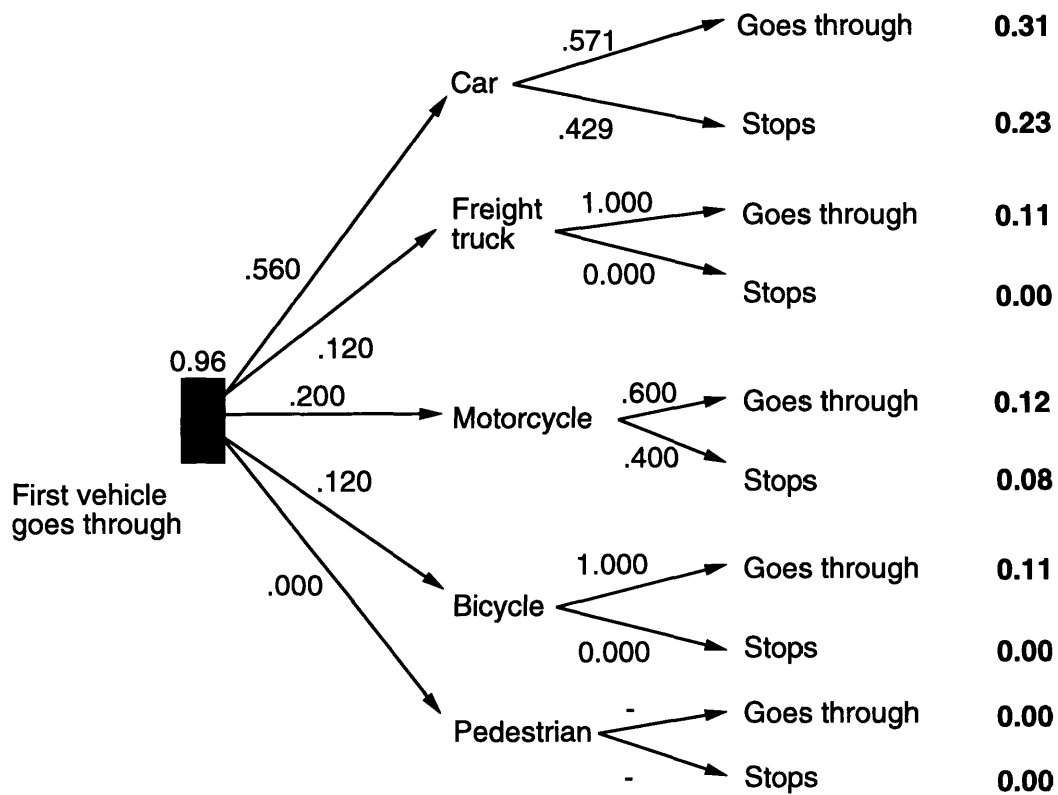 .571
Goes through 0.31
Car
.429
Stops 0.23
Freight
truck
1.000
Goes through 0.11
0.000
Stops 0.00
.560
.120
0.96
.200
Motorcycle
.600
Goes through 0.12
.400
Stops 0.08
First vehicle
goes through
.120
.000
Bicycle
1.000
Goes through 0.11
0.000
Stops 0.00
Pedestrian
-
Goes through 0.00
-
Stops 0.00